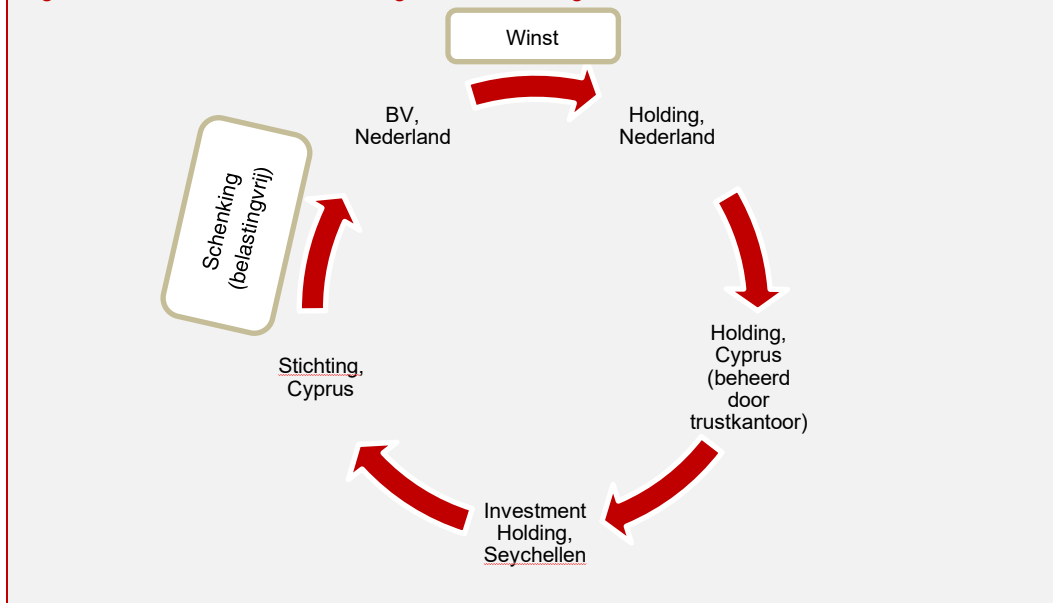 Winst
BV,
Nederland
Holding,
Nederland
Schenking
(belastingvrij)
Holding,
Cyprus
(beheerd
door
trustkantoor)
Stichting,
Cyprus
Investment
Holding,
Seychellen